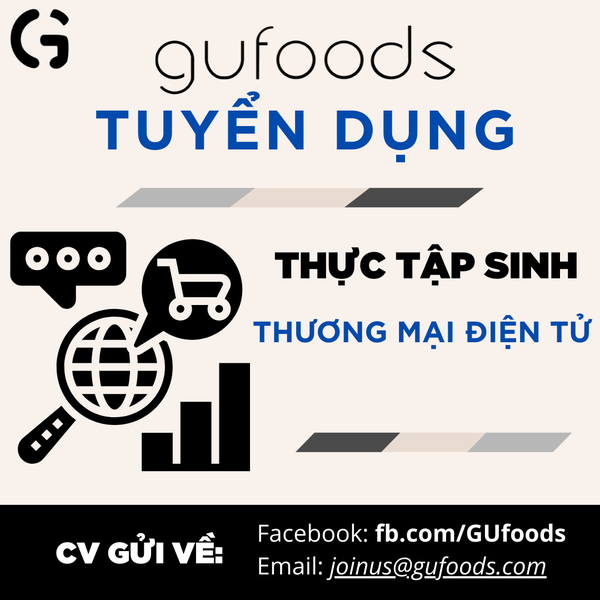 G
gufoods
TUYỂN DỤNG
THỰC TẬP SINH
THƯƠNG MẠI ĐIỆN TỬ
CV GỬI VỀ:
Facebook: fb.com/GUfoods
Email: joinus@gufoods.com